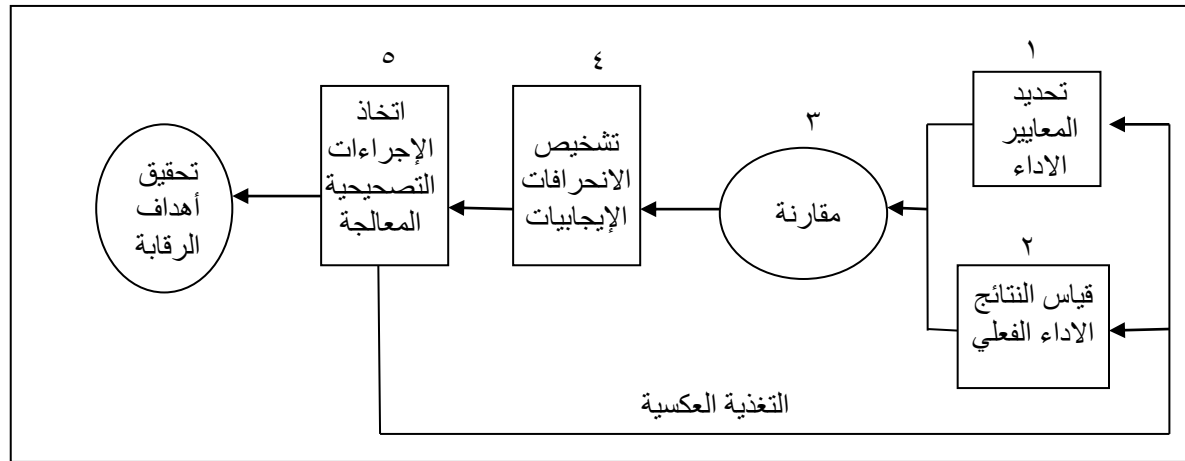 ١
تحديد
المعايير
الاداء
٢
قياس النتائج
الاداء الفعلي
٣
مقارنة
٤
تشخيص
الانحرافات
الإيجابيات
٥
اتخاذ
الإجراءات
التصحيحية
المعالجة
تحقيق
أهداف
الرقابة
التغذية العكسية